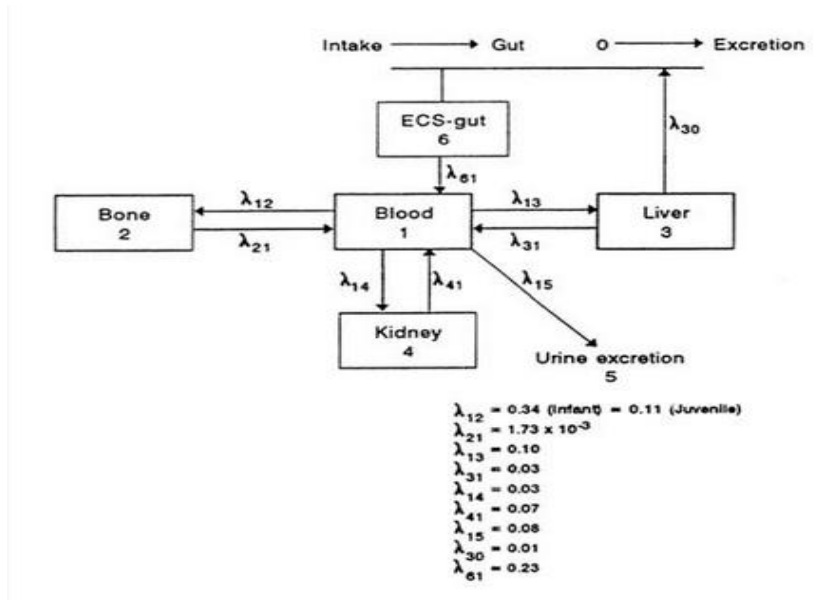 Intake Gut O Excretion
ECS-gut
6
λ30
λ61
Bone
2
λ12
λ21
Blood
1
λ13
λ31
Liver
3
λ14
λ41
λ15
Kidney
4
Urine excretion
5
λ12 = 0.34 (Infant) = 0.11 (Juvenile)
λ21 = 1.73 x 10-3
λ13 = 0.10
λ31 = 0.03
λ14 = 0.03
λ41 = 0.07
λ15 = 0.08
λ30 = 0.01
λ61 = 0.23